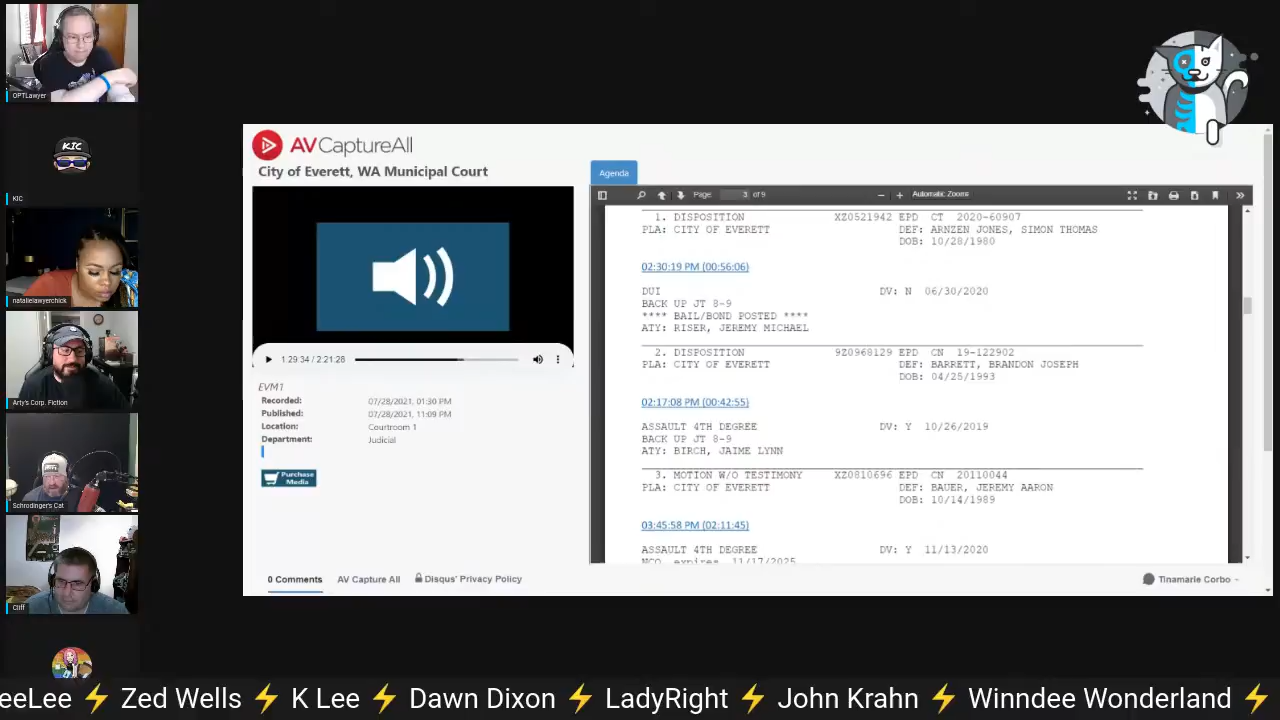 OPTLawyer
KIC
KIC
natalielawyerchick
Arty's Corp. Fiction
Schrodinger's Cat
Cliff
AVCaptureAll
City of Everett, WA Municipal Court
1:29:34 / 2:21:28
EVM1
Recorded: 07/28/2021, 01:30 PM
Published: 07/28/2021, 11:09 PM
Location: Courtroom 1
Department: Judicial
Purchase
Media
Agenda
Page: 3 of 9
Automatic Zoom
1. DISPOSITION XZ0521942 EPD CT 2020-60907
PLA: CITY OF EVERETT DEF: ARNZEN JONES, SIMON THOMAS
DOB: 10/28/1980
02:30:19 PM (00:56:06)
DUI DV: N 06/30/2020
BACK UP JT 8-9
**** BAIL/BOND POSTED ****
ATY: RISER, JEREMY MICHAEL
2. DISPOSITION 9Z0968129 EPD CN 19-122902
PLA: CITY OF EVERETT DEF: BARRETT, BRANDON JOSEPH
DOB: 04/25/1993
02:17:08 PM (00:42:55)
ASSAULT 4TH DEGREE DV: Y 10/26/2019
BACK UP JT 8-9
ATY: BIRCH, JAIME LYNN
3. MOTION W/O TESTIMONY XZ0810696 EPD CN 20110044
PLA: CITY OF EVERETT DEF: BAUER, JEREMY AARON
DOB: 10/14/1989
03:45:58 PM (02:11:45)
ASSAULT 4TH DEGREE DV: Y 11/13/2020
NCO expires 11/17/2025
0 Comments AV Capture All Disqus' Privacy Policy Tinamarie Corbo
eeLee ⚡ Zed Wells ⚡ K Lee ⚡ Dawn Dixon ⚡ LadyRight ⚡ John Krahn ⚡ Winndee Wonderland ⚡